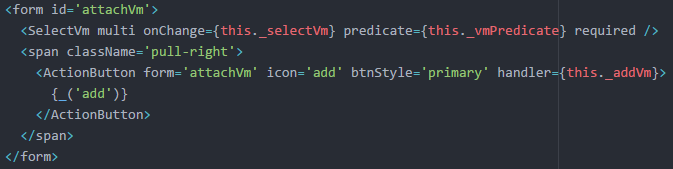 <form id='attachVm'>
  <SelectVm multi onChange={this._selectVm} predicate={this._vmPredicate} required />
  <span className='pull-right'>
    <ActionButton form='attachVm' icon='add' btnStyle='primary' handler={this._addVm}>
      {_('add')}
    </ActionButton>
  </span>
</form>